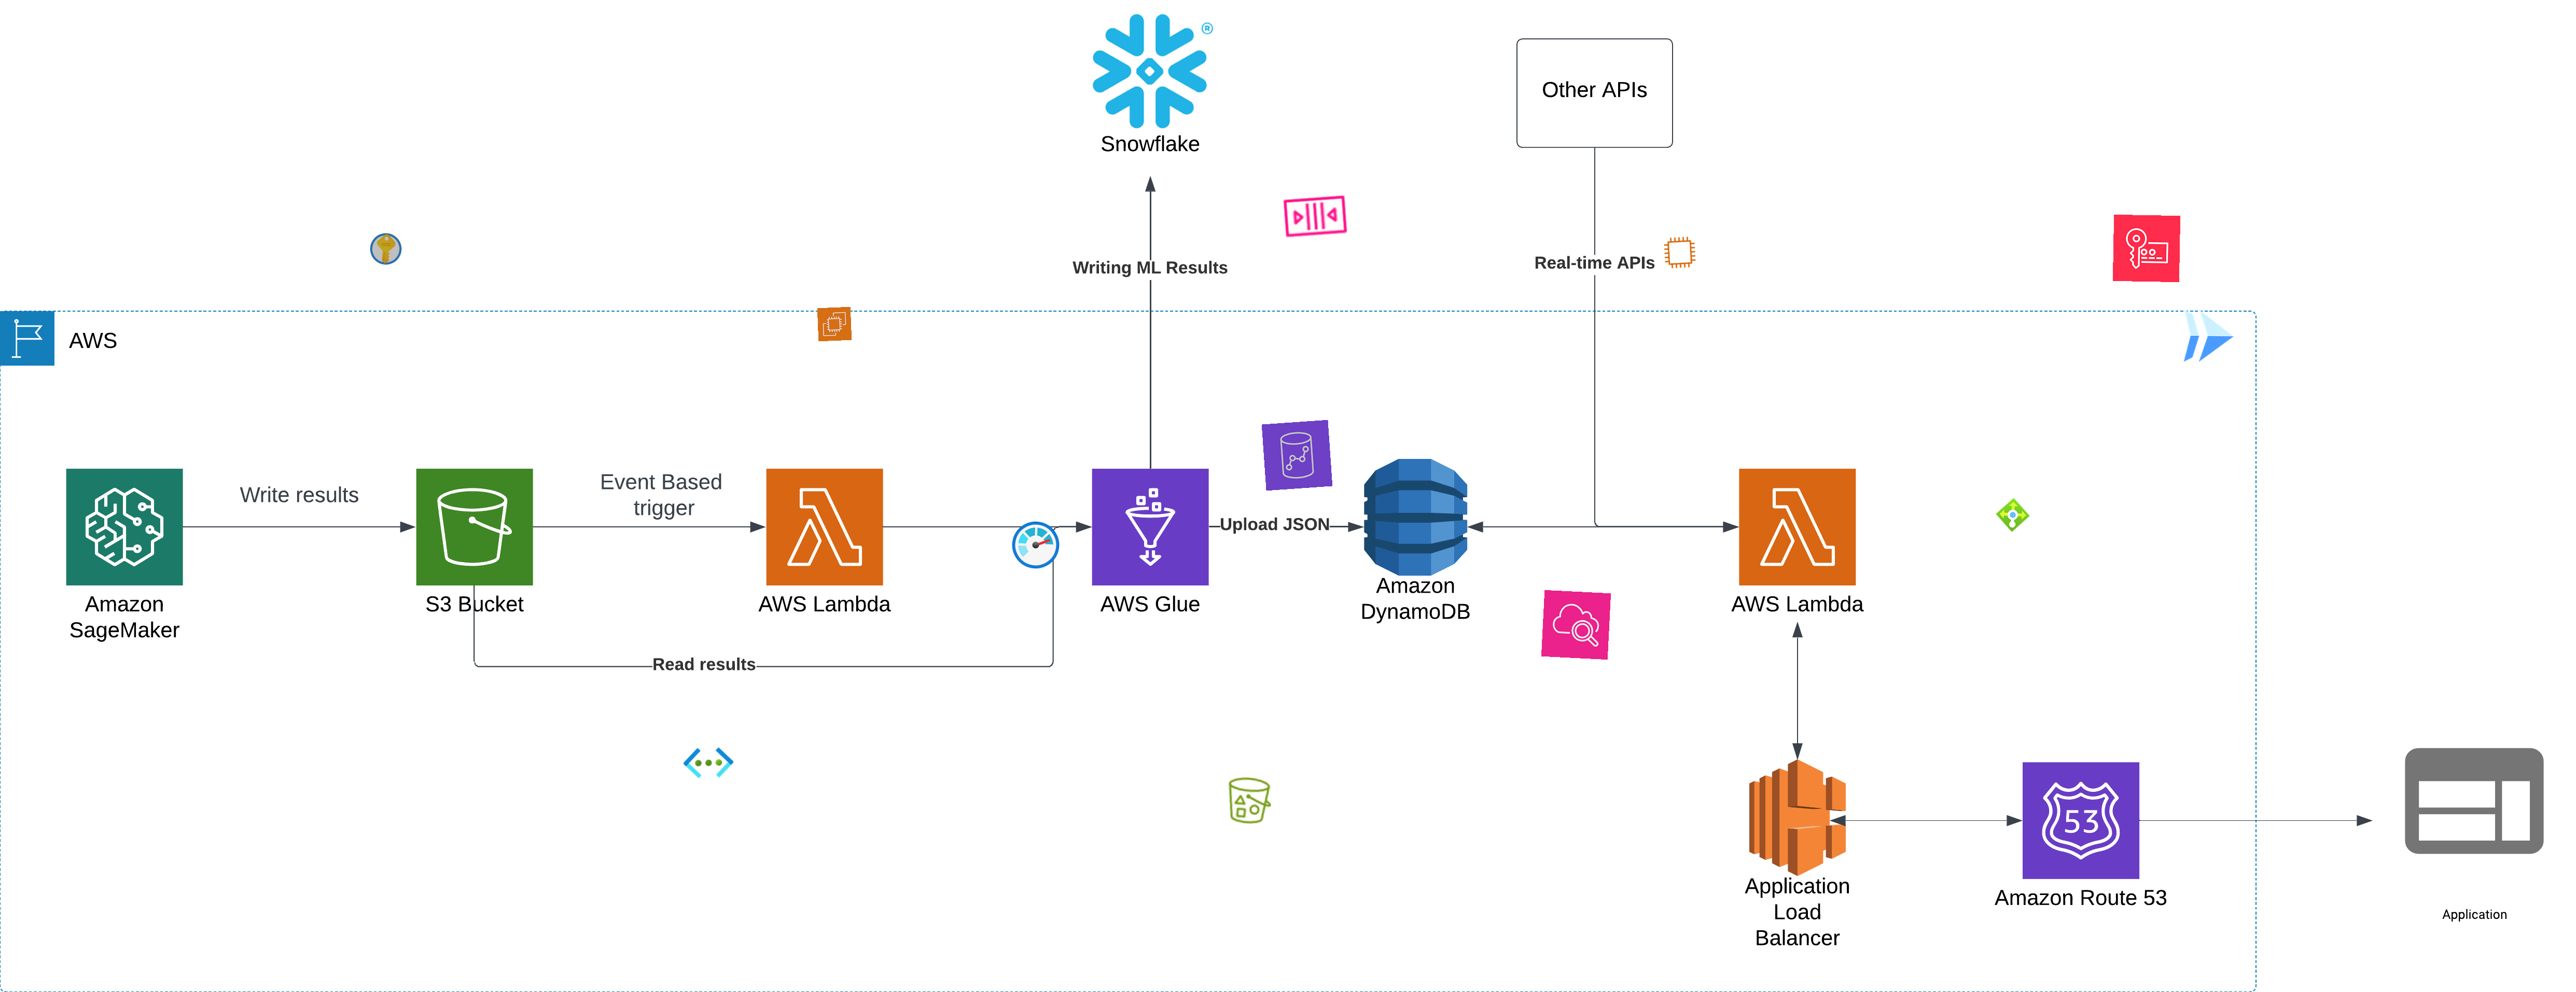 ®
Snowflake
Other APIs
Writing ML Results
Real-time APIs
AWS
Write results
Event Based
trigger
Upload JSON
Amazon
SageMaker
S3 Bucket
AWS Lambda
AWS Glue
Amazon
DynamoDB
AWS Lambda
Read results
53
Application
Load
Balancer
Amazon Route 53
Application